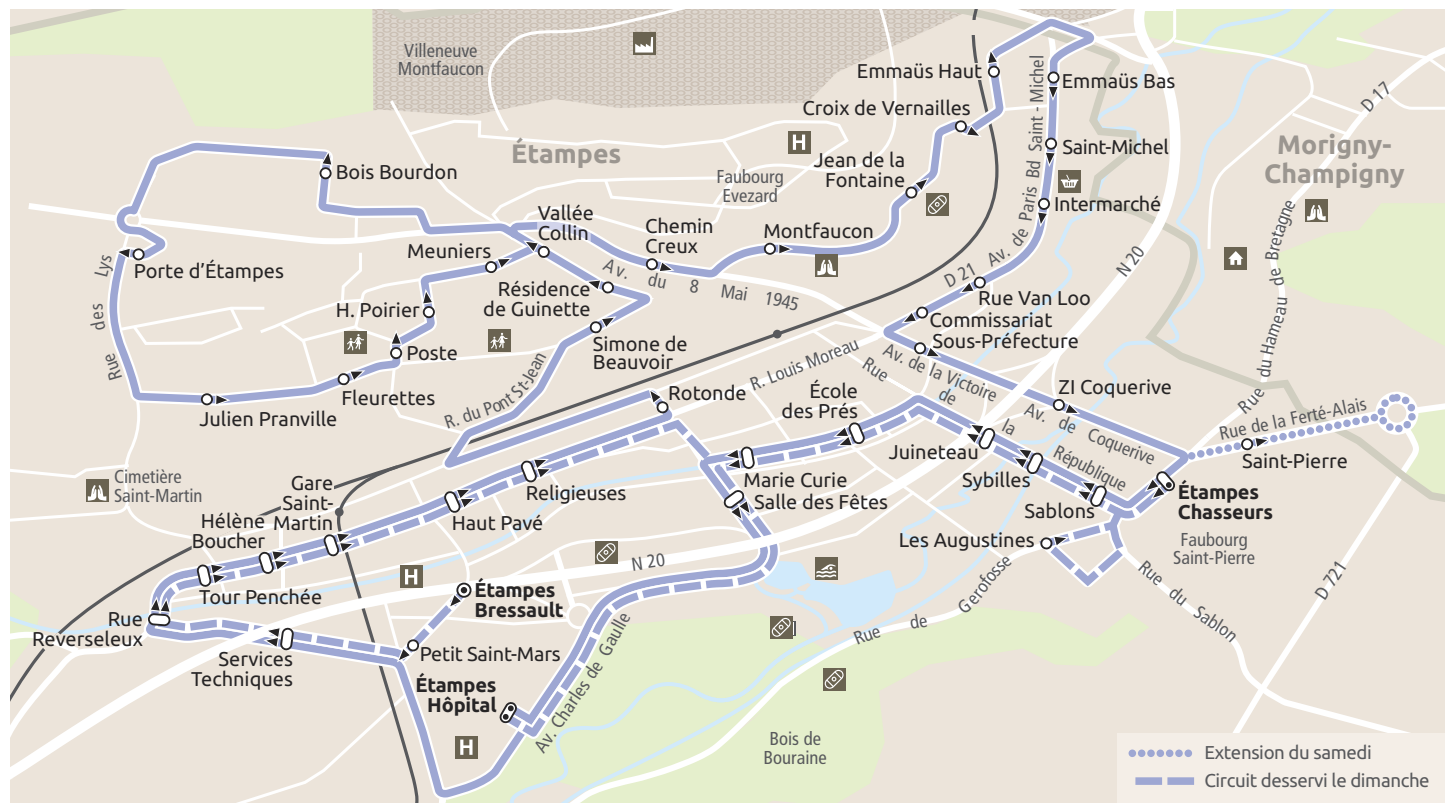 Villeneuve
Montfaucon
Étampes
Faubourg
Evezard
Morigny-
Champigny
Emmaüs Haut
Emmaüs Bas
Croix de Vernailles
Saint-Michel
Jean de la
Fontaine
Intermarché
Bois Bourdon
Vallée
Collin
Chemin
Creux
Montfaucon
Meuniers
Porte d'Étampes
Résidence
de Guinette
H. Poirier
Simone de
Beauvoir
Poste
Fleurettes
Julien Pranville
Rue des Lys
Av. du 8 Mai 1945
D 21 Av. de Paris Bd Saint - Michel
N 20
D 17
Rue du Hameau de Bretagne
Rue Van Loo
Commissariat
Sous-Préfecture
ZI Coquerive
R. Louis Moreau
R. du Pont St-Jean
Rue de la République
Av. de la Victoire
Av. de Coquerive
Rue de la Ferté-Alais
Rotonde
École
des Prés
Juineteau
Sybilles
Sablons
Marie Curie
Salle des Fêtes
Saint-Pierre
Étampes
Chasseurs
Faubourg
Saint-Pierre
Les Augustines
Cimetière
Saint-Martin
Gare
Saint-
Martin
Religieuses
Haut Pavé
Hélène
Boucher
Tour Penchée
Rue
Reverseleux
Services
Techniques
Étampes
Bressault
Petit Saint-Mars
Étampes
Hôpital
N 20
Av. Charles de Gaulle
Rue de Gerofosse
Rue du Sablon
D 721
Bois de
Bouraine
H
H
H
Extension du samedi
Circuit desservi le dimanche